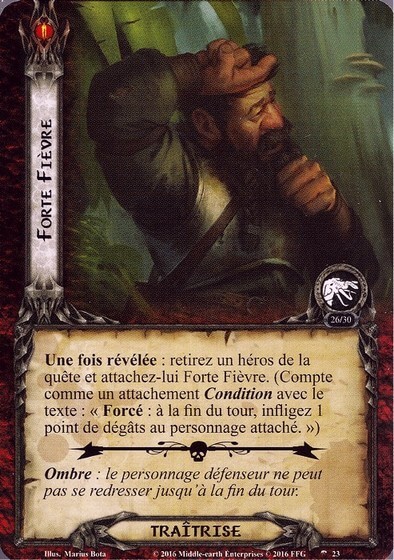 Forte Fièvre
26/30
Une fois révélée : retirez un héros de la
quête et attachez-lui Forte Fièvre. (Compte
comme un attachement Condition avec le
texte : « Forcé : à la fin du tour, infligez 1
point de dégâts au personnage attaché. »)
Ombre : le personnage défenseur ne peut
pas se redresser jusqu'à la fin du tour.
TRAÎTRISE
Illus. Marius Bota © 2016 Middle-earth Enterprises © 2016 FFG 23